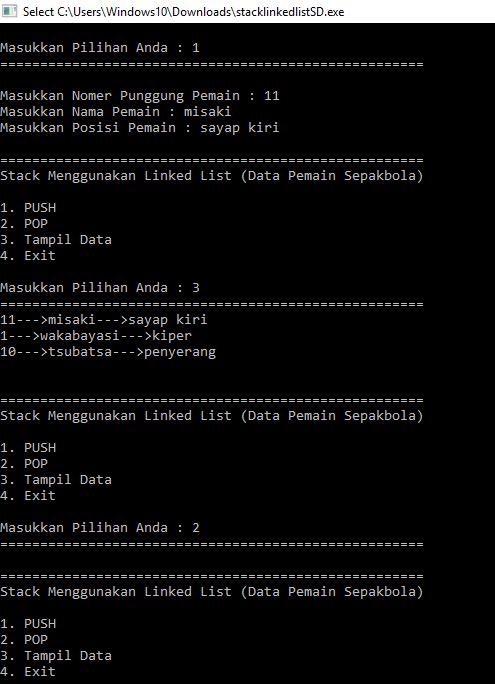 Select C:\Users\Windows10\Downloads\stacklinkedlistSD.exe
Masukkan Pilihan Anda : 1
=====================================================
Masukkan Nomer Punggung Pemain : 11
Masukkan Nama Pemain : misaki
Masukkan Posisi Pemain : sayap kiri
=====================================================
Stack Menggunakan Linked List (Data Pemain Sepakbola)
1. PUSH
2. POP
3. Tampil Data
4. Exit
Masukkan Pilihan Anda : 3
=====================================================
11--->misaki--->sayap kiri
1--->wakabayasi--->kiper
10--->tsubatsa--->penyerang
=====================================================
Stack Menggunakan Linked List (Data Pemain Sepakbola)
1. PUSH
2. POP
3. Tampil Data
4. Exit
Masukkan Pilihan Anda : 2
=====================================================
=====================================================
Stack Menggunakan Linked List (Data Pemain Sepakbola)
1. PUSH
2. POP
3. Tampil Data
4. Exit